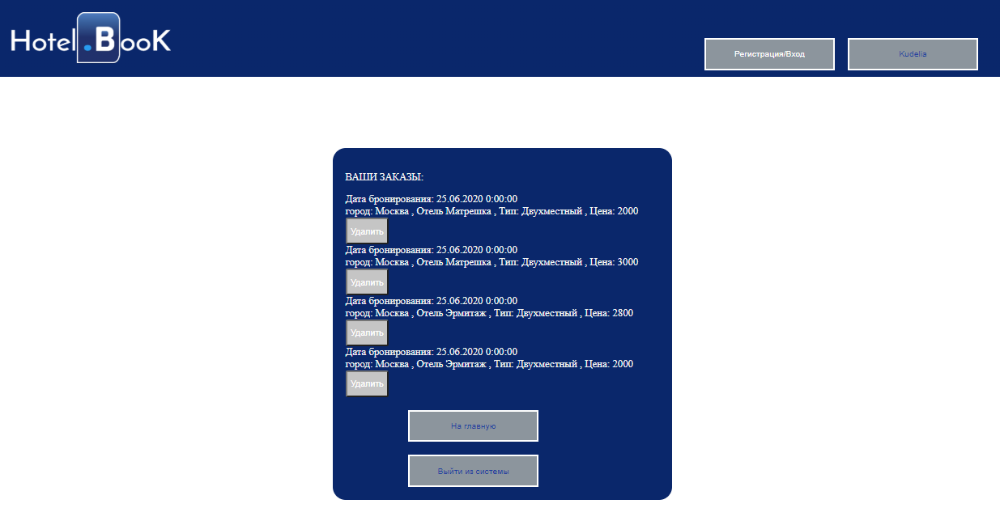 Hotel.BooK
Регистрация/Вход
Kudelia
ВАШИ ЗАКАЗЫ:
Дата бронирования: 25.06.2020 0:00:00
город: Москва , Отель Матрешка , Тип: Двухместный , Цена: 2000
Удалить
Дата бронирования: 25.06.2020 0:00:00
город: Москва , Отель Матрешка , Тип: Двухместный , Цена: 3000
Удалить
Дата бронирования: 25.06.2020 0:00:00
город: Москва , Отель Эрмитаж , Тип: Двухместный , Цена: 2800
Удалить
Дата бронирования: 25.06.2020 0:00:00
город: Москва , Отель Эрмитаж , Тип: Двухместный , Цена: 2000
Удалить
На главную
Выйти из системы